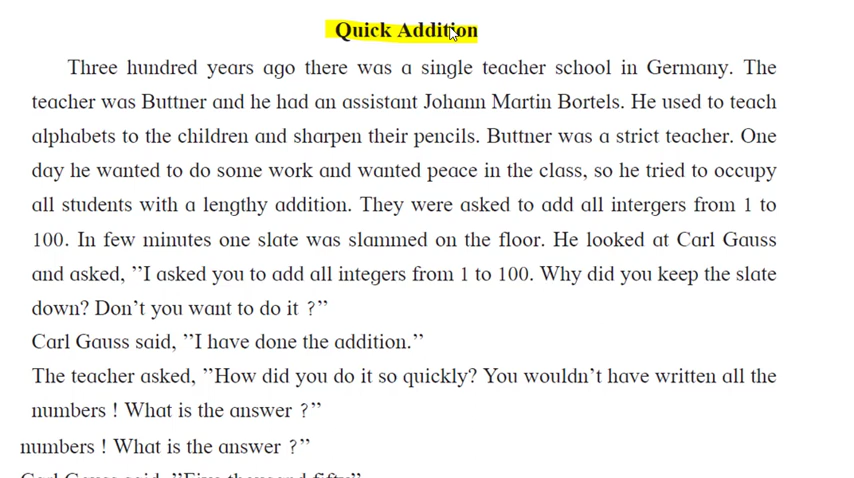 Quick Addition
Three hundred years ago there was a single teacher school in Germany. The
teacher was Buttner and he had an assistant Johann Martin Bortels. He used to teach
alphabets to the children and sharpen their pencils. Buttner was a strict teacher. One
day he wanted to do some work and wanted peace in the class, so he tried to occupy
all students with a lengthy addition. They were asked to add all intergers from 1 to
100. In few minutes one slate was slammed on the floor. He looked at Carl Gauss
and asked, ’’I asked you to add all integers from 1 to 100. Why did you keep the slate
down? Don’t you want to do it ?’’
Carl Gauss said, ’’I have done the addition.’’
The teacher asked, ’’How did you do it so quickly? You wouldn’t have written all the
numbers ! What is the answer ?’’
numbers ! What is the answer ?’’
Carl Gauss said, ’’Five thousand fifty’’